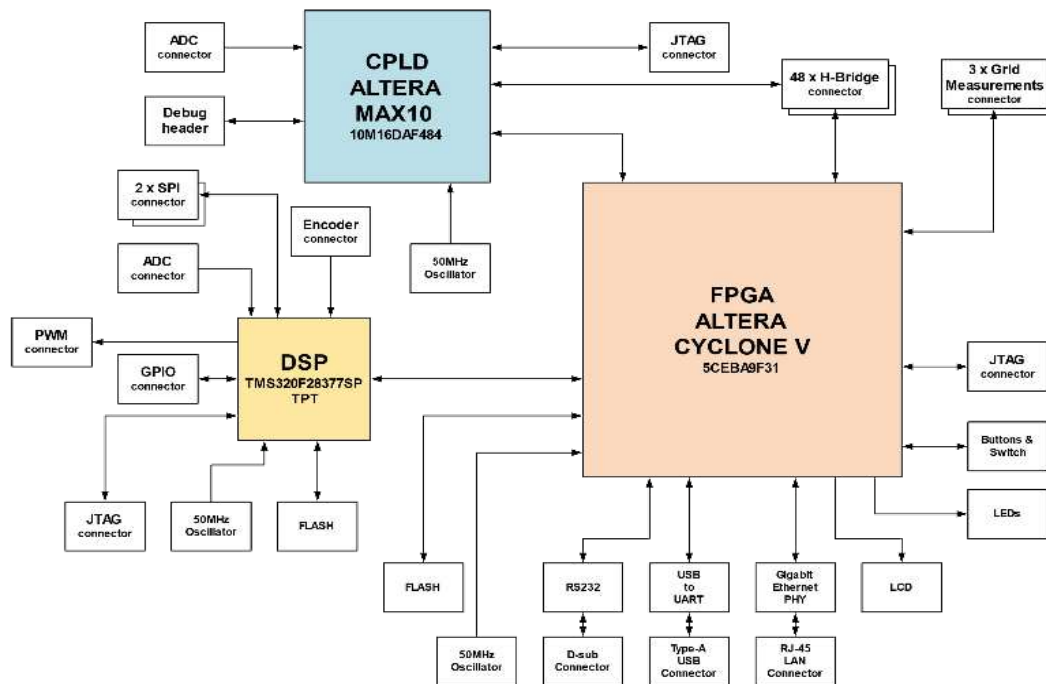 ADC
connector
CPLD
ALTERA
MAX10
10M16DAF484
JTAG
connector
48 x H-Bridge
connector
3 x Grid
Measurements
connector
Debug
header
2 x SPI
connector
Encoder
connector
50MHz
Oscillator
ADC
connector
FPGA
ALTERA
CYCLONE V
5CEBA9F31
PWM
connector
DSP
TMS320F28377SP
TPT
GPIO
connector
JTAG
connector
Buttons &
Switch
JTAG
connector
50MHz
Oscillator
FLASH
LEDs
FLASH
RS232
USB
to
UART
Gigabit
Ethernet
PHY
LCD
50MHz
Oscillator
D-sub
Connector
Type-A
USB
Connector
RJ-45
LAN
Connector